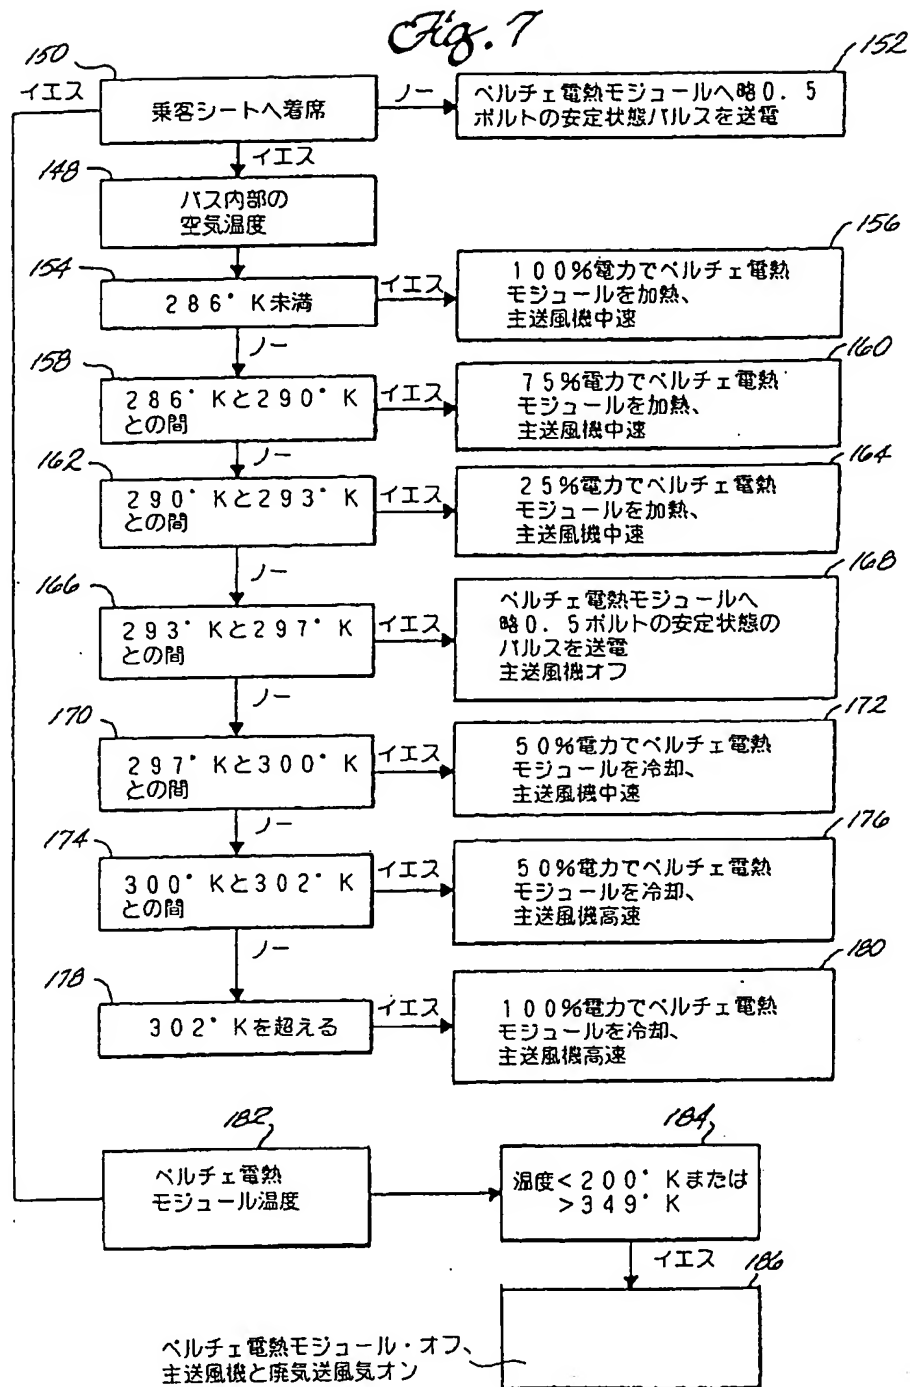 Fig. 7
150
イエス
乗客シートへ着席
ノー
152
ペルチェ電熱モジュールへ略0.5
ボルトの安定状態パルスを送電
イエス
148
バス内部の
空気温度
154
286°K未満
イエス
156
100%電力でペルチェ電熱
モジュールを加熱、
主送風機中速
ノー
158
286°Kと290°K
との間
イエス
160
75%電力でペルチェ電熱
モジュールを加熱、
主送風機中速
ノー
162
290°Kと293°K
との間
イエス
164
25%電力でペルチェ電熱
モジュールを加熱、
主送風機中速
ノー
166
293°Kと297°K
との間
イエス
168
ペルチェ電熱モジュールへ
略0.5ボルトの安定状態の
パルスを送電
主送風機オフ
ノー
170
297°Kと300°K
との間
イエス
172
50%電力でペルチェ電熱
モジュールを冷却、
主送風機中速
ノー
174
300°Kと302°K
との間
イエス
176
50%電力でペルチェ電熱
モジュールを冷却、
主送風機高速
ノー
178
302°Kを超える
イエス
180
100%電力でペルチェ電熱
モジュールを冷却、
主送風機高速
182
ペルチェ電熱
モジュール温度
184
温度<200°Kまたは
>349°K
イエス
186
ペルチェ電熱モジュール・オフ、
主送風機と廃気送風気オン